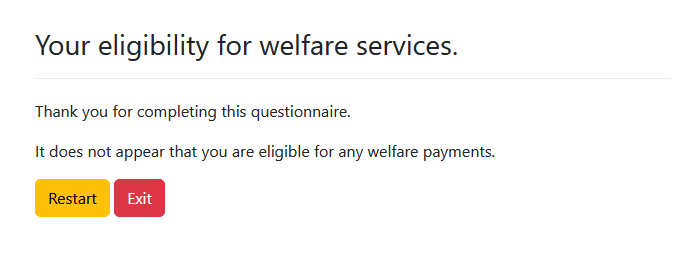 Your eligibility for welfare services.
Thank you for completing this questionnaire.
It does not appear that you are eligible for any welfare payments.
Restart Exit